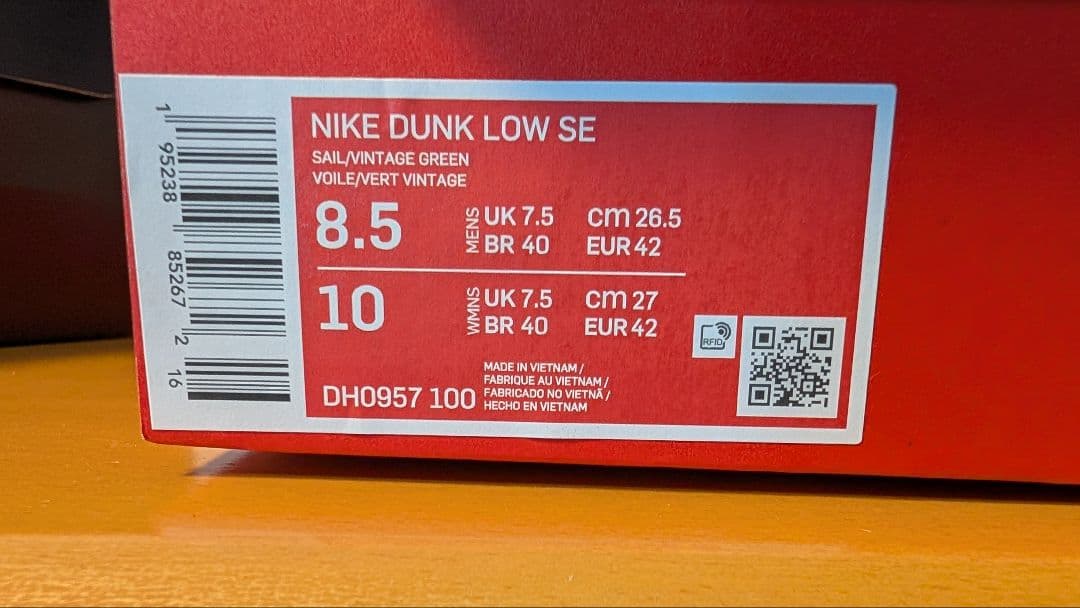 1 95238 85267 2 16
NIKE DUNK LOW SE
SAIL/VINTAGE GREEN
VOILE/VERT VINTAGE
8.5 MENS UK 7.5 cm 26.5
BR 40 EUR 42
10 WMNS UK 7.5 cm 27
BR 40 EUR 42
RFID
MADE IN VIETNAM /
FABRIQUE AU VIETNAM /
FABRICADO NO VIETNÃ /
HECHO EN VIETNAM
DH0957 100